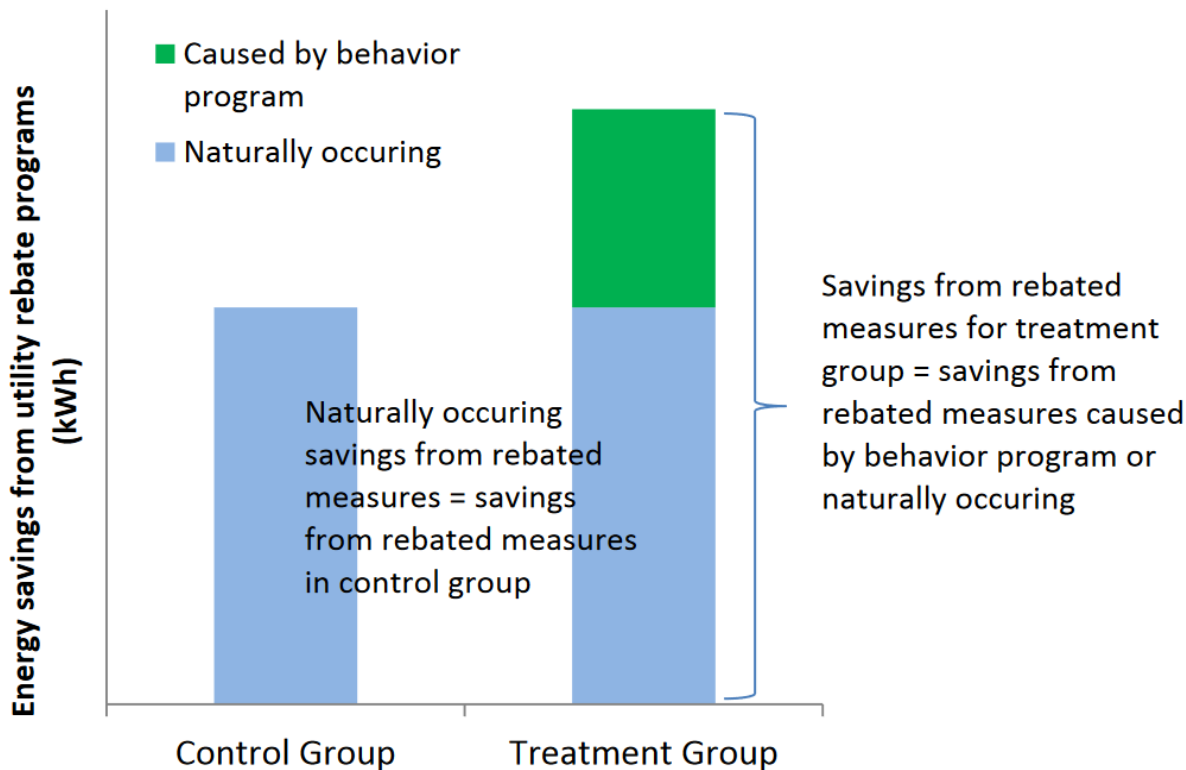 Energy savings from utility rebate programs
(kWh)
Caused by behavior
program
Naturally occuring
Naturally occuring
savings from rebated
measures = savings
from rebated measures
in control group
Savings from rebated
measures for treatment
group = savings from
rebated measures caused
by behavior program or
naturally occuring
Control Group
Treatment Group